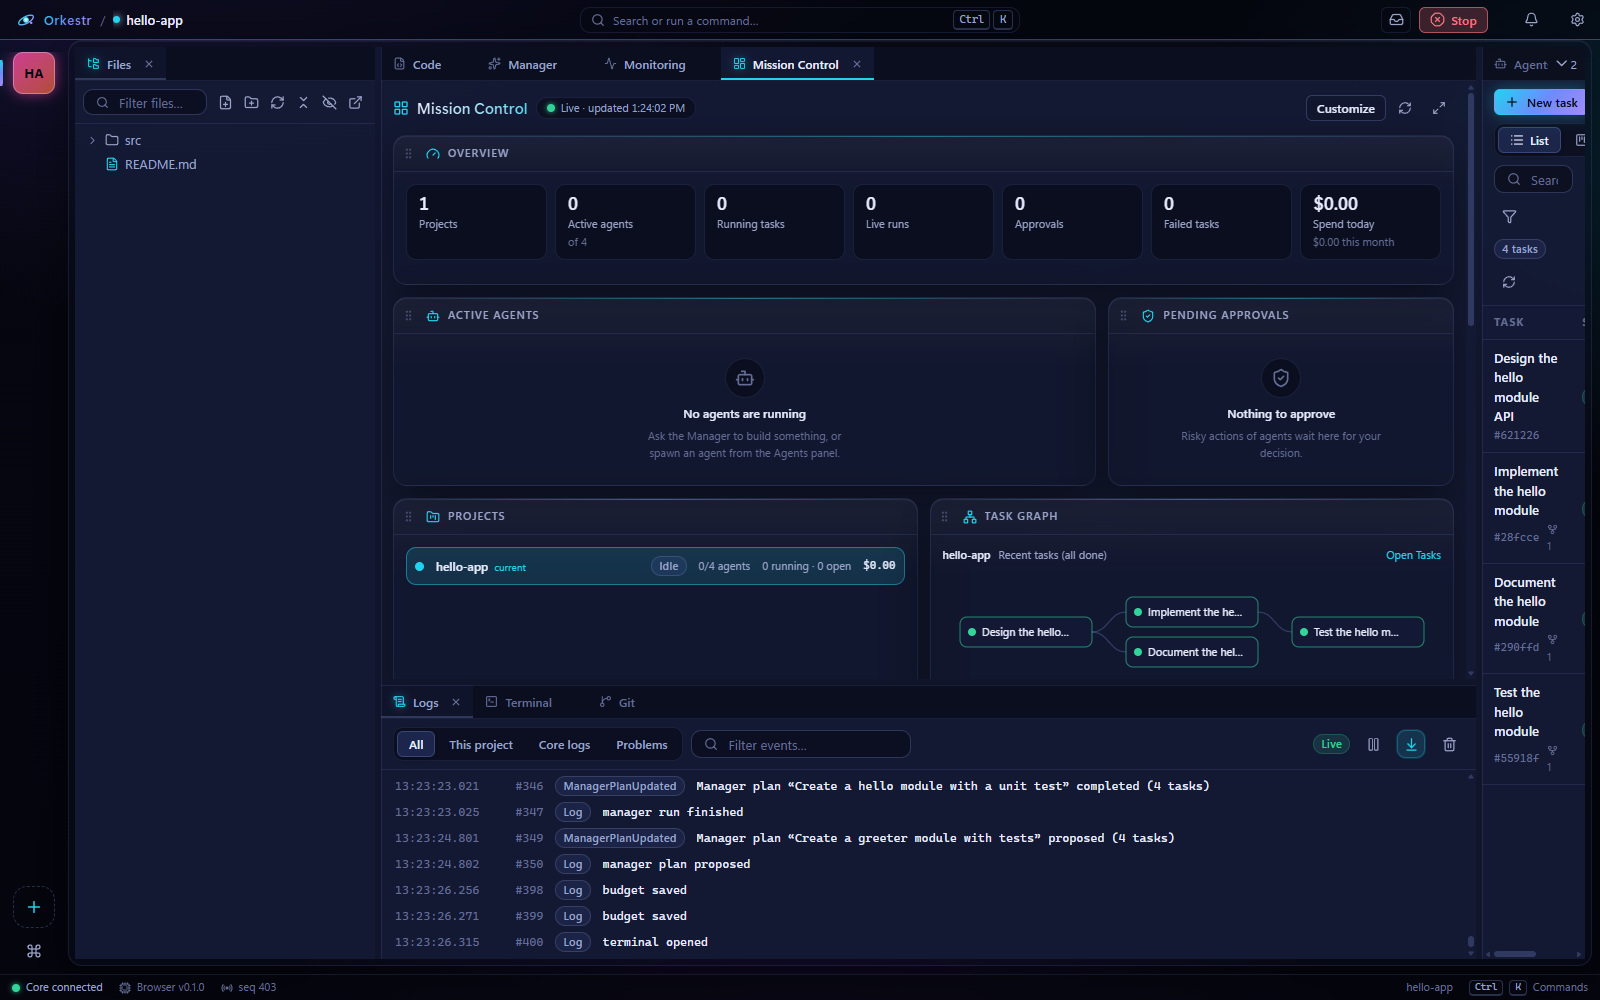 Orkestr / hello-app
Search or run a command... Ctrl K
Stop
HA
Files
Filter files...
src
README.md
Code
Manager
Monitoring
Mission Control
Mission Control
Live · updated 1:24:02 PM
Customize
OVERVIEW
1
Projects
0
Active agents
of 4
0
Running tasks
0
Live runs
0
Approvals
0
Failed tasks
$0.00
Spend today
$0.00 this month
ACTIVE AGENTS
No agents are running
Ask the Manager to build something, or
spawn an agent from the Agents panel.
PENDING APPROVALS
Nothing to approve
Risky actions of agents wait here for your
decision.
PROJECTS
hello-app current Idle 0/4 agents 0 running · 0 open $0.00
TASK GRAPH
hello-app Recent tasks (all done) Open Tasks
Design the hello...
Implement the he...
Document the hel...
Test the hello m...
Logs
Terminal
Git
All
This project
Core logs
Problems
Filter events...
Live
13:23:23.021 #346 ManagerPlanUpdated Manager plan “Create a hello module with a unit test” completed (4 tasks)
13:23:23.025 #347 Log manager run finished
13:23:24.801 #349 ManagerPlanUpdated Manager plan “Create a greeter module with tests” proposed (4 tasks)
13:23:24.802 #350 Log manager plan proposed
13:23:26.256 #398 Log budget saved
13:23:26.271 #399 Log budget saved
13:23:26.315 #400 Log terminal opened
Agent 2
New task
List
Sear
4 tasks
TASK
Design the
hello
module
API
#621226
Implement
the hello
module
#28fcce 1
Document
the hello
module
#290ffd 1
Test the
hello
module
#55918f 1
Core connected
Browser v0.1.0
seq 403
hello-app
Ctrl K Commands